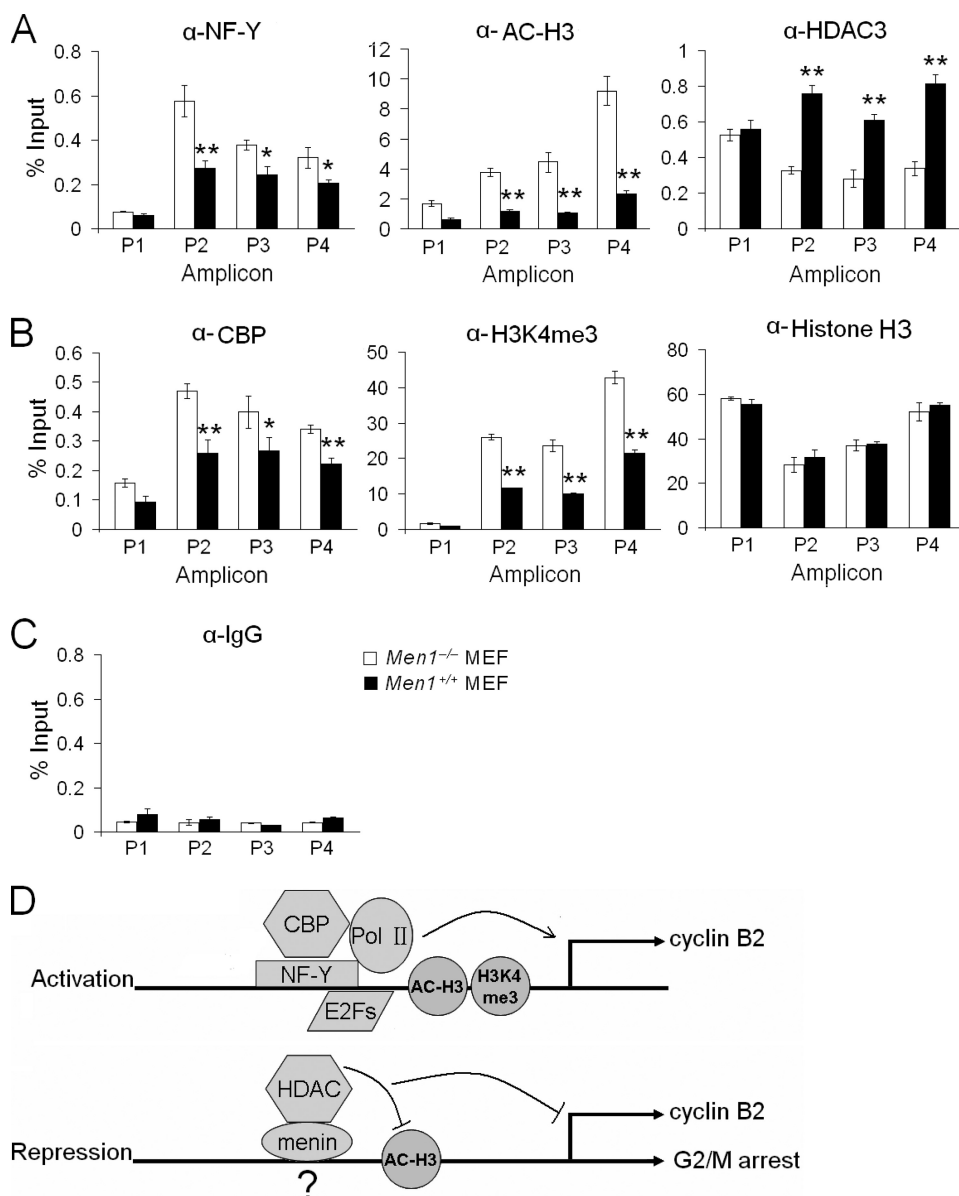 A
α-NF-Y
α- AC-H3
α-HDAC3
% Input
0.8
0.6
0.4
0.2
0
**
*
*
P1 P2 P3 P4
Amplicon
12
10
8
6
4
2
0
**
**
**
P1 P2 P3 P4
Amplicon
1
0.8
0.6
0.4
0.2
0
**
**
**
P1 P2 P3 P4
Amplicon
B
α-CBP
α-H3K4me3
α-Histone H3
% Input
0.6
0.5
0.4
0.3
0.2
0.1
0
**
*
**
P1 P2 P3 P4
Amplicon
50
40
30
20
10
0
**
**
**
P1 P2 P3 P4
Amplicon
80
60
40
20
0
P1 P2 P3 P4
Amplicon
C
α-IgG
% Input
0.8
0.6
0.4
0.2
0
P1 P2 P3 P4
Men1–/– MEF
Men1+/+ MEF
D
Activation
CBP
Pol II
NF-Y
E2Fs
AC-H3
H3K4
me3
cyclin B2
Repression
HDAC
menin
?
AC-H3
cyclin B2
G2/M arrest